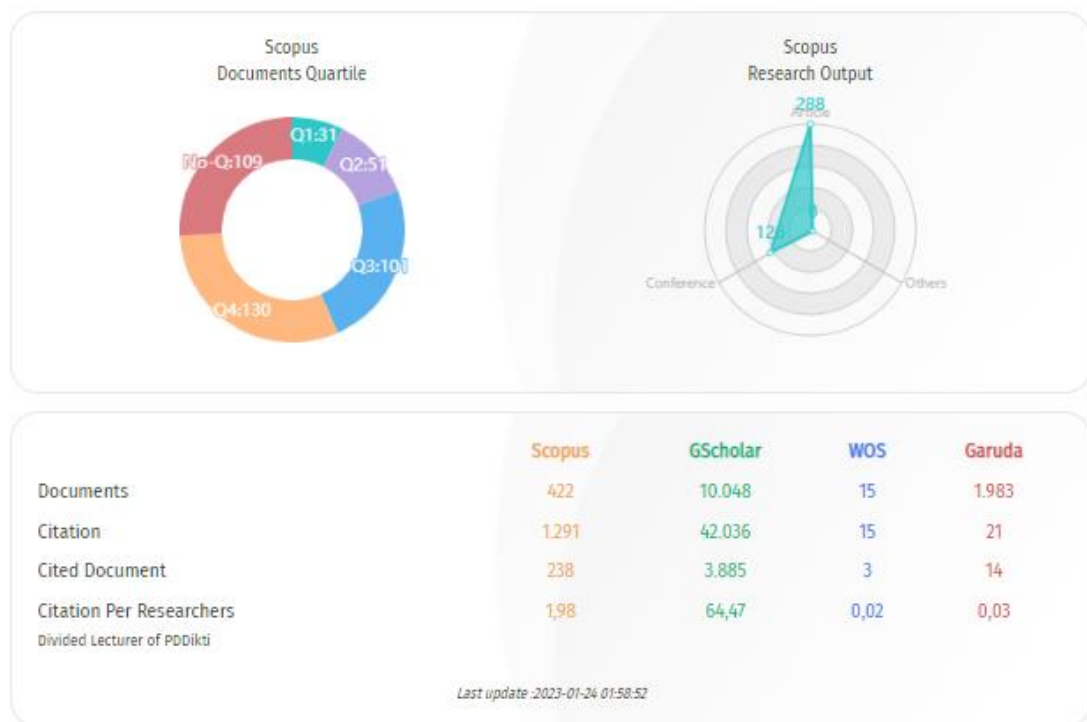 Scopus
Documents Quartile
Q1:31
Q2:51
Q3:101
Q4:130
No-Q:109
Scopus
Research Output
288
Article
Conference
Others
Scopus GScholar WOS Garuda
Documents 422 10.048 15 1.983
Citation 1.291 42.036 15 21
Cited Document 238 3.885 3 14
Citation Per Researchers 1,98 64,47 0,02 0,03
Divided Lecturer of PDDikti
Last update :2023-01-24 01:58:52